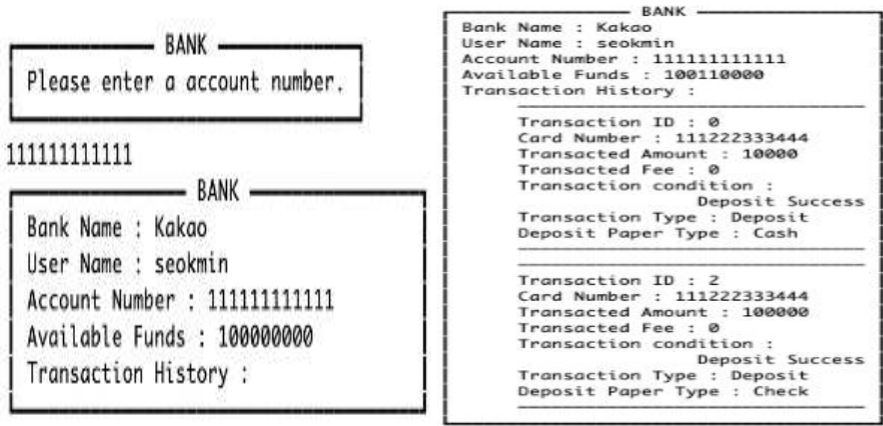 BANK
Please enter a account number.
111111111111
BANK
Bank Name : Kakao
User Name : seokmin
Account Number : 111111111111
Available Funds : 100000000
Transaction History :
BANK
Bank Name : Kakao
User Name : seokmin
Account Number : 111111111111
Available Funds : 100110000
Transaction History :
Transaction ID : 0
Card Number : 111222333444
Transacted Amount : 10000
Transacted Fee : 0
Transaction condition :
Deposit Success
Transaction Type : Deposit
Deposit Paper Type : Cash
Transaction ID : 2
Card Number : 111222333444
Transacted Amount : 100000
Transacted Fee : 0
Transaction condition :
Deposit Success
Transaction Type : Deposit
Deposit Paper Type : Check